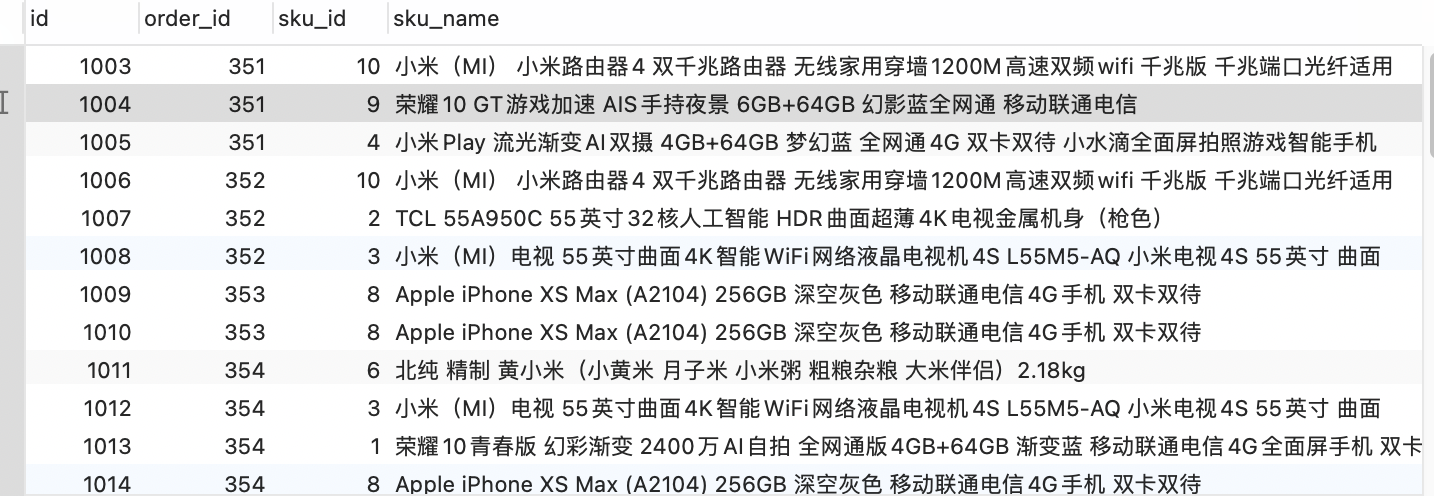 id order_id sku_id sku_name
1003 351 10 小米（MI） 小米路由器4 双千兆路由器 无线家用穿墙1200M高速双频wifi 千兆版 千兆端口光纤适用
1004 351 9 荣耀10 GT游戏加速 AIS手持夜景 6GB+64GB 幻影蓝全网通 移动联通电信
1005 351 4 小米Play 流光渐变AI双摄 4GB+64GB 梦幻蓝 全网通4G 双卡双待 小水滴全面屏拍照游戏智能手机
1006 352 10 小米（MI） 小米路由器4 双千兆路由器 无线家用穿墙1200M高速双频wifi 千兆版 千兆端口光纤适用
1007 352 2 TCL 55A950C 55英寸32核人工智能 HDR曲面超薄4K电视金属机身（枪色）
1008 352 3 小米（MI）电视 55英寸曲面4K智能WiFi网络液晶电视机4S L55M5-AQ 小米电视4S 55英寸 曲面
1009 353 8 Apple iPhone XS Max (A2104) 256GB 深空灰色 移动联通电信4G手机 双卡双待
1010 353 8 Apple iPhone XS Max (A2104) 256GB 深空灰色 移动联通电信4G手机 双卡双待
1011 354 6 北纯 精制 黄小米（小黄米 月子米 小米粥 粗粮杂粮 大米伴侣）2.18kg
1012 354 3 小米（MI）电视 55英寸曲面4K智能WiFi网络液晶电视机4S L55M5-AQ 小米电视4S 55英寸 曲面
1013 354 1 荣耀10青春版 幻彩渐变 2400万AI自拍 全网通版4GB+64GB 渐变蓝 移动联通电信4G全面屏手机 双卡
1014 354 8 Apple iPhone XS Max (A2104) 256GB 深空灰色 移动联通电信4G手机 双卡双待